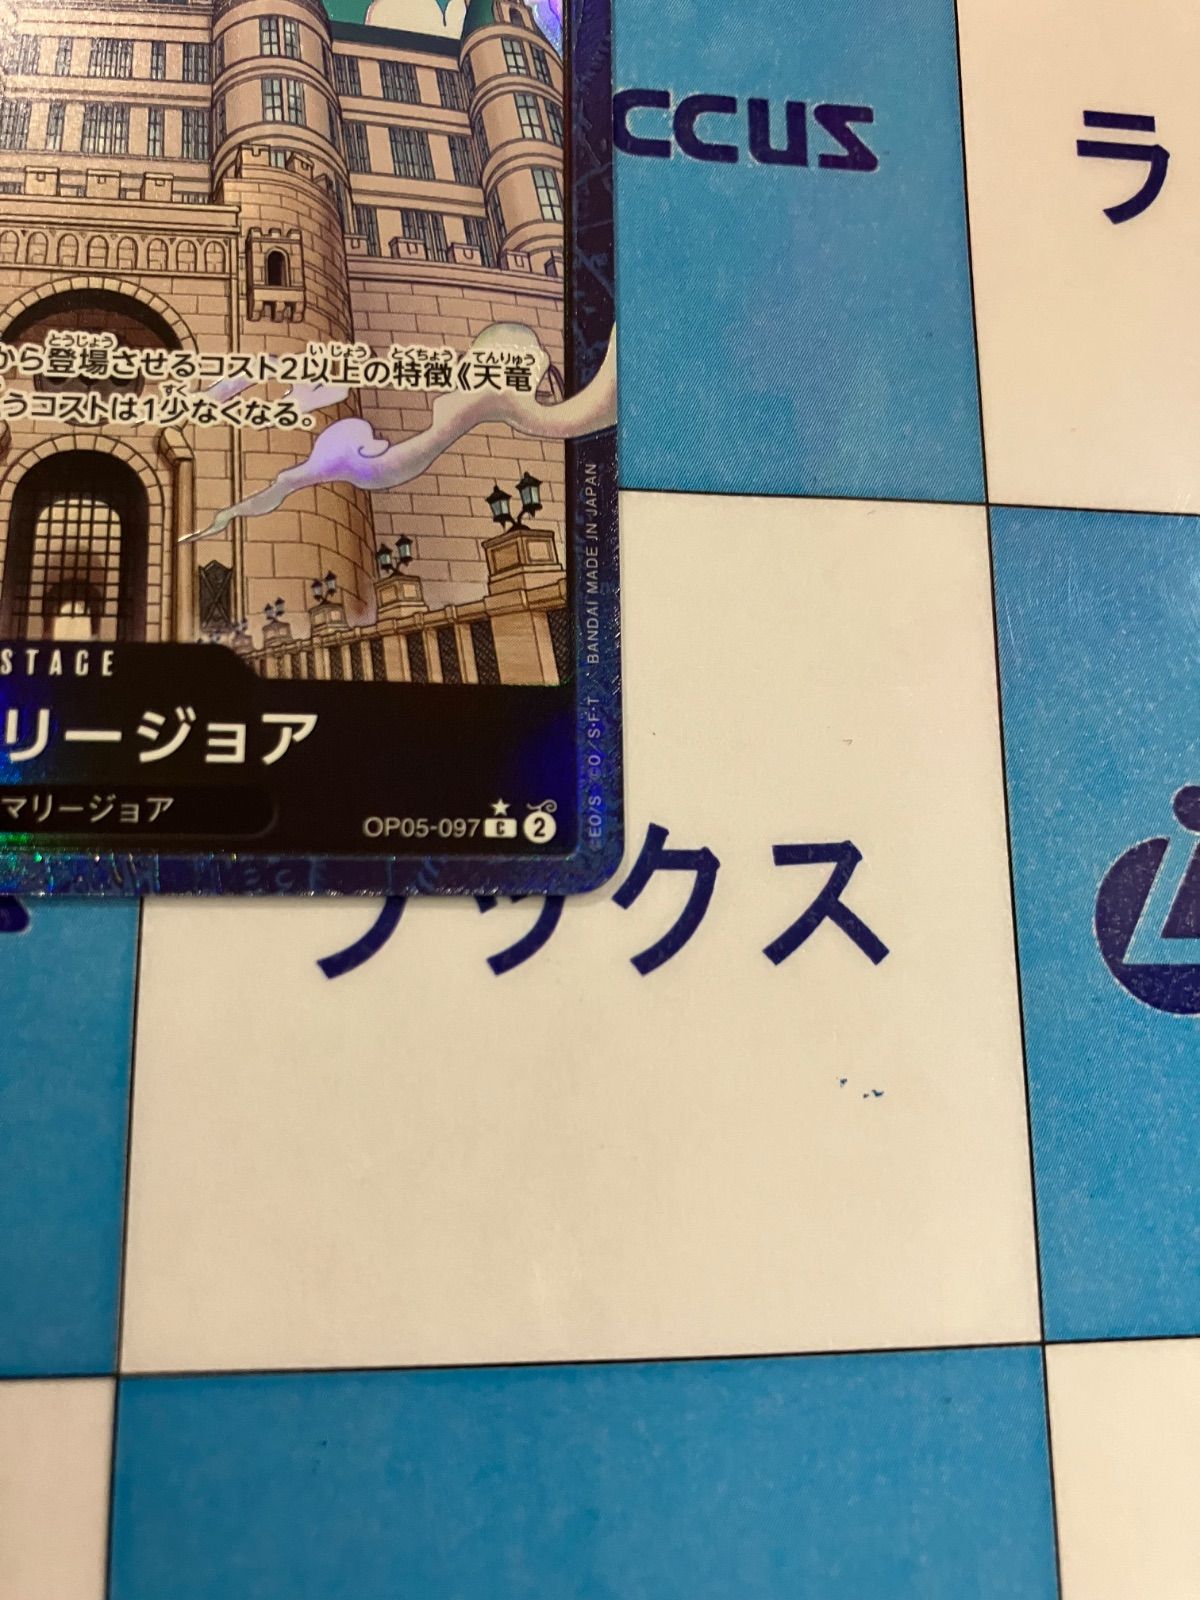 ccus
ラ
から登場させるコスト2以上の特徴《天竜
うコストは1少なくなる。
BANDAI MADE IN JAPAN
©E.O/S. ©O/S・F・T
STAGE
リージョア
マリージョア
OP05-097 C 2
ックス